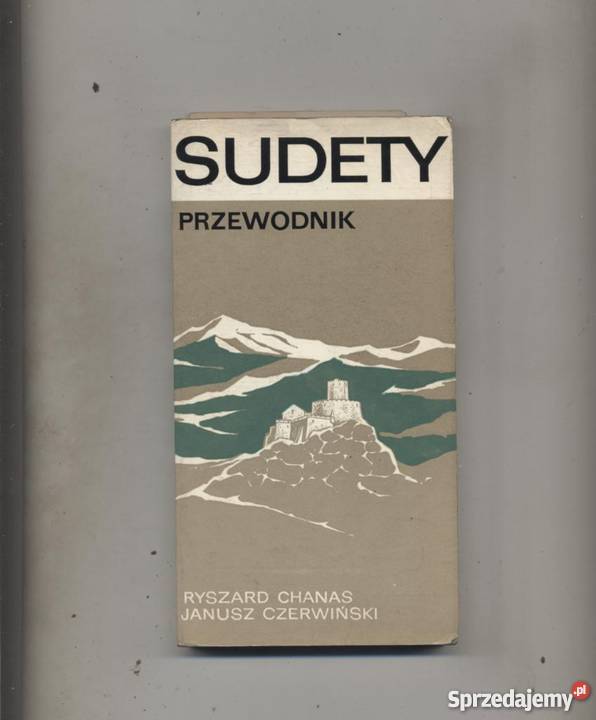 SUDETY
PRZEWODNIK
RYSZARD CHANAS
JANUSZ CZERWIŃSKI
Sprzedajemy.pl